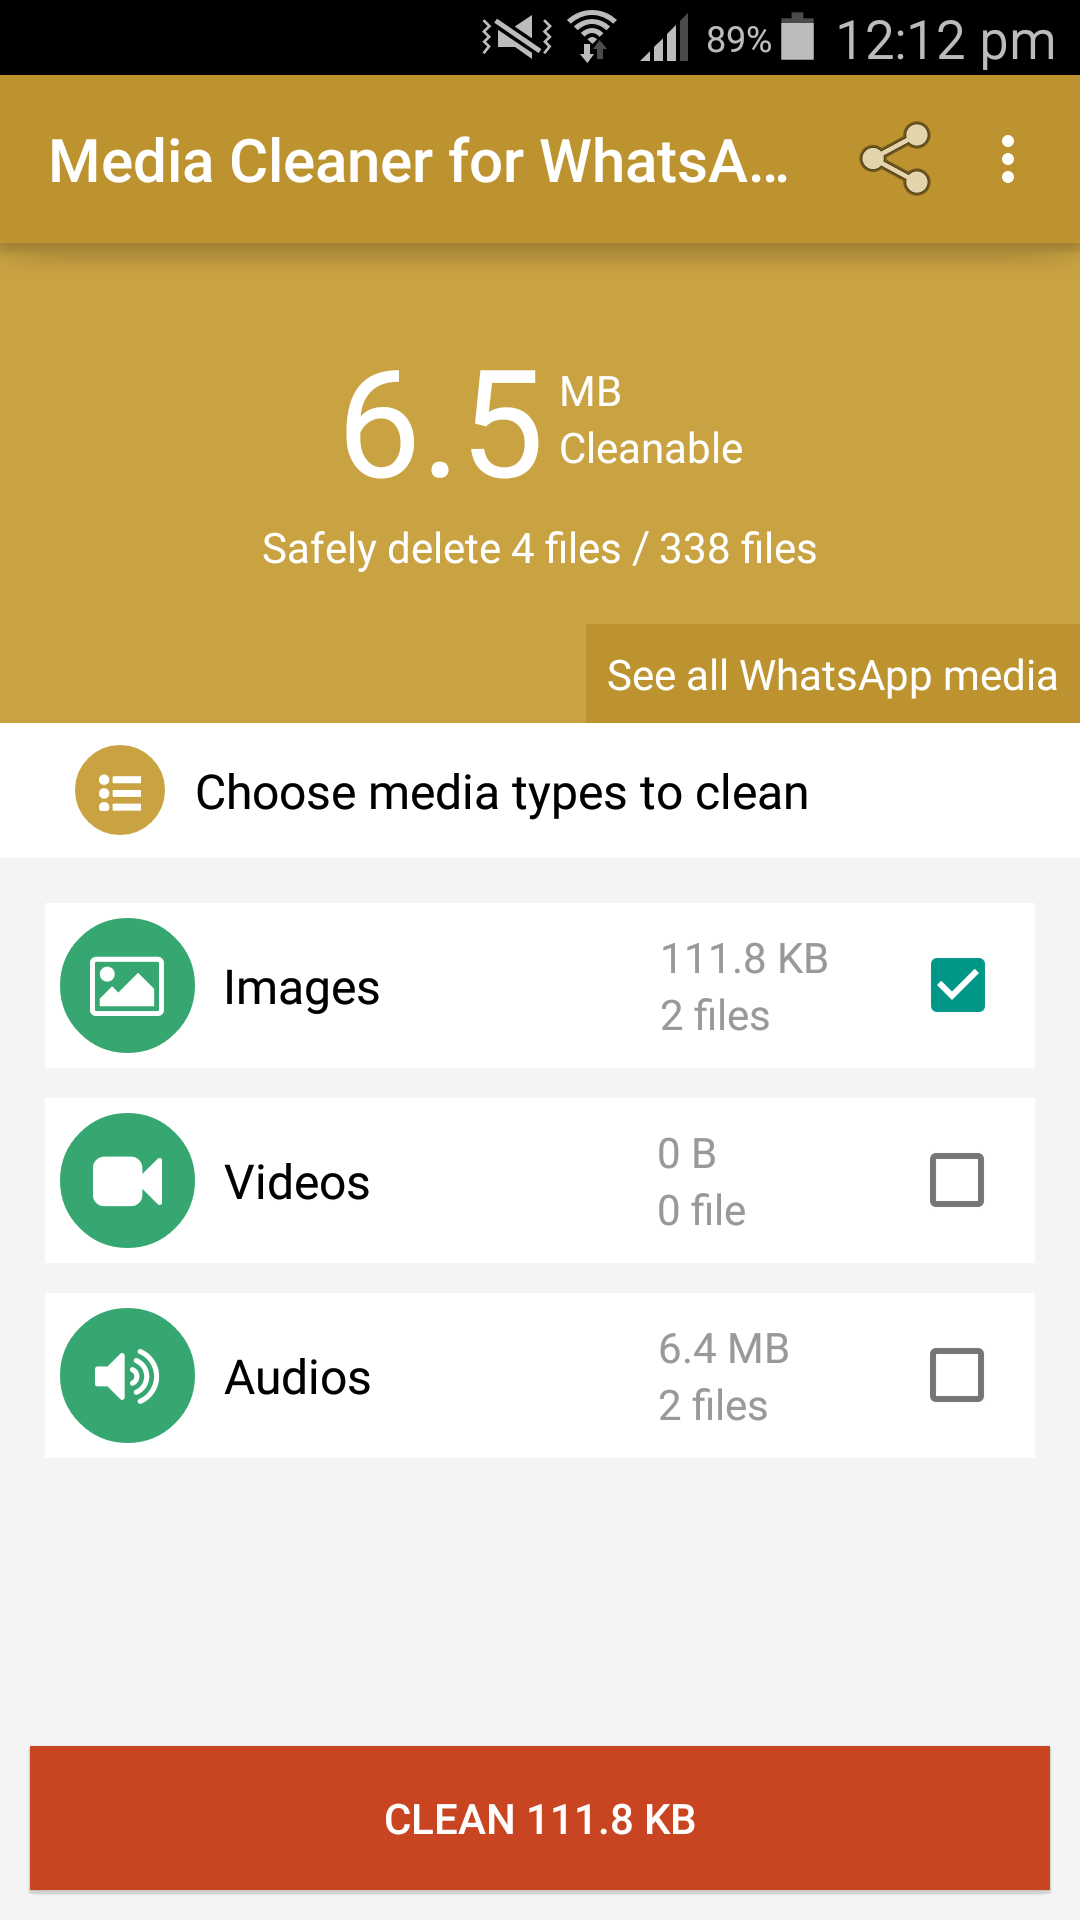 89% 12:12 pm
Media Cleaner for WhatsA...
6.5 MB
Cleanable
Safely delete 4 files / 338 files
See all WhatsApp media
Choose media types to clean
Images
111.8 KB
2 files
Videos
0 B
0 file
Audios
6.4 MB
2 files
CLEAN 111.8 KB